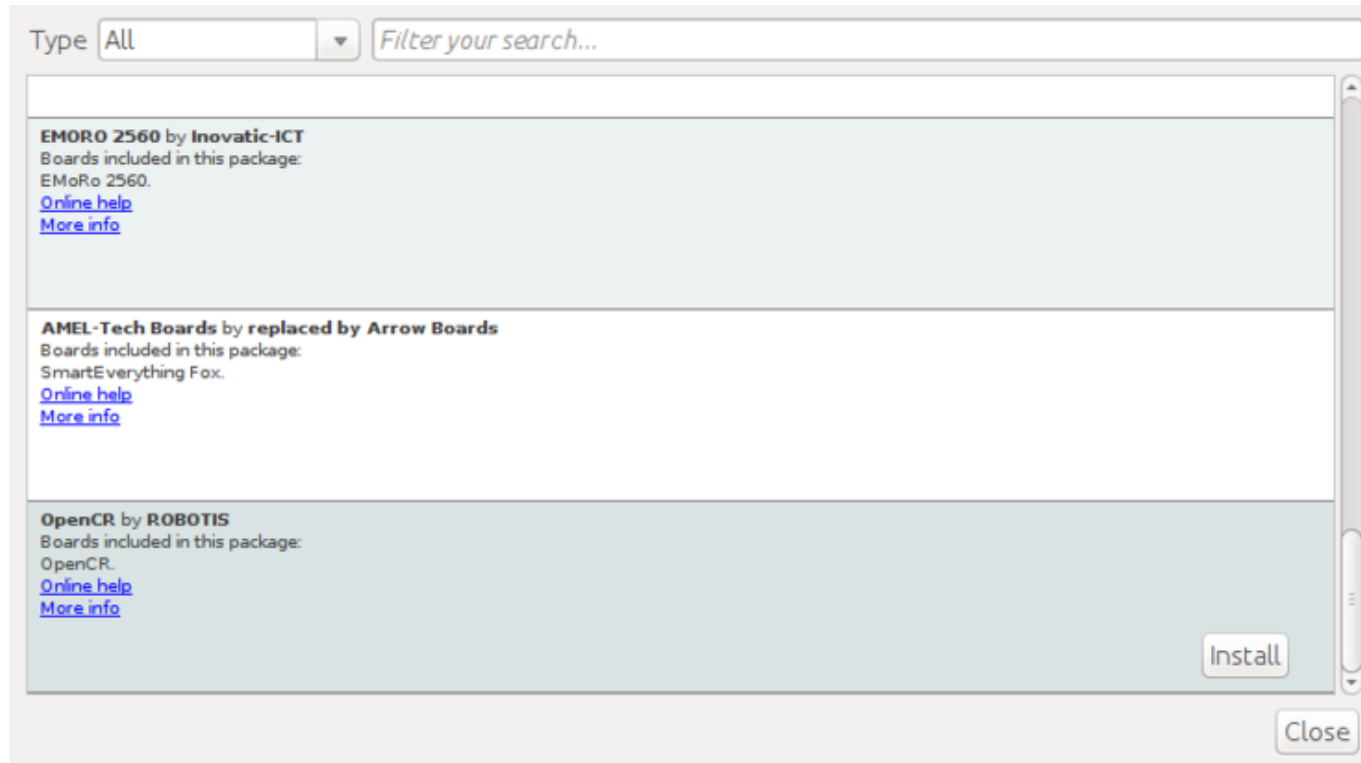 Type All Filter your search...
EMORO 2560 by Inovatic-ICT
Boards included in this package:
EMoRo 2560.
Online help
More info
AMEL-Tech Boards by replaced by Arrow Boards
Boards included in this package:
SmartEverything Fox.
Online help
More info
OpenCR by ROBOTIS
Boards included in this package:
OpenCR.
Online help
More info
Install
Close